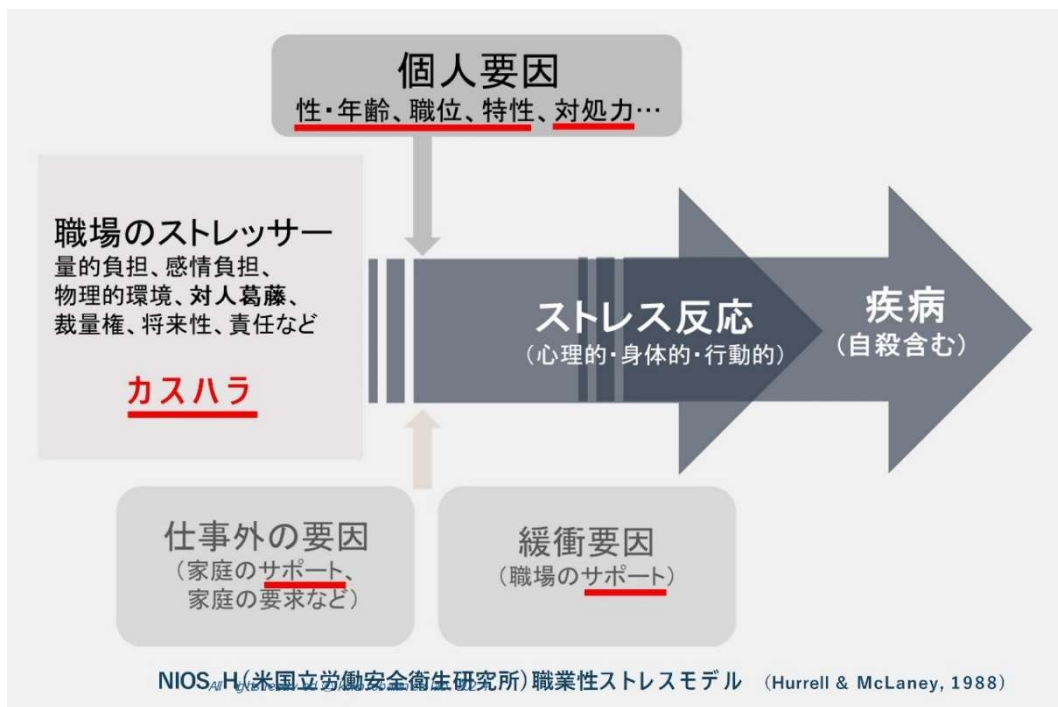 個人要因
性・年齢、職位、特性、対処力…
職場のストレッサー
量的負担、感情負担、
物理的環境、対人葛藤、
裁量権、将来性、責任など
カスハラ
ストレス反応
（心理的・身体的・行動的）
疾病
（自殺含む）
仕事外の要因
（家庭のサポート、
家庭の要求など）
緩衝要因
（職場のサポート）
NIOSH（米国立労働安全衛生研究所）職業性ストレスモデル （Hurrell & McLaney, 1988）